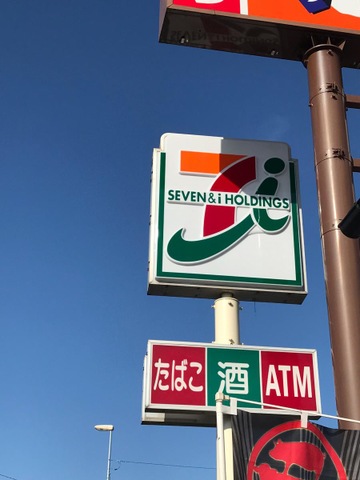 SEVEN & i HOLDINGS
たばこ 酒 ATM